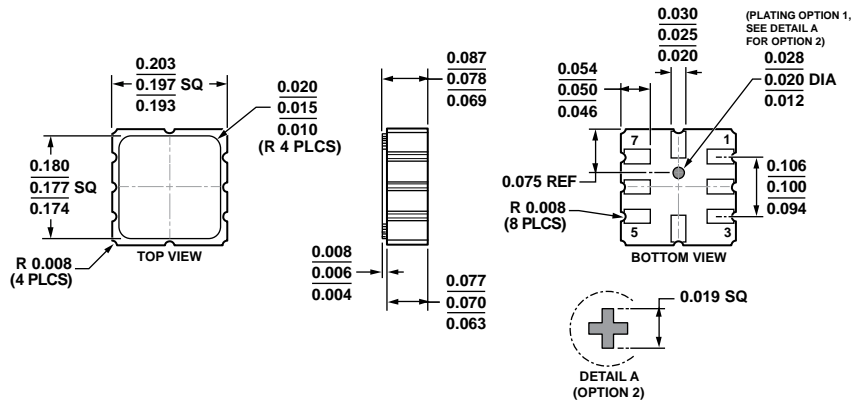 0.203
0.197 SQ
0.193
0.020
0.015
0.010
(R 4 PLCS)
0.180
0.177 SQ
0.174
R 0.008
(4 PLCS)
TOP VIEW
0.087
0.078
0.069
0.008
0.006
0.004
0.077
0.070
0.063
0.030
0.025
0.020
(PLATING OPTION 1,
SEE DETAIL A
FOR OPTION 2)
0.054
0.050
0.046
0.028
0.020 DIA
0.012
7
1
0.075 REF
0.106
0.100
0.094
R 0.008
(8 PLCS)
5
3
BOTTOM VIEW
0.019 SQ
DETAIL A
(OPTION 2)